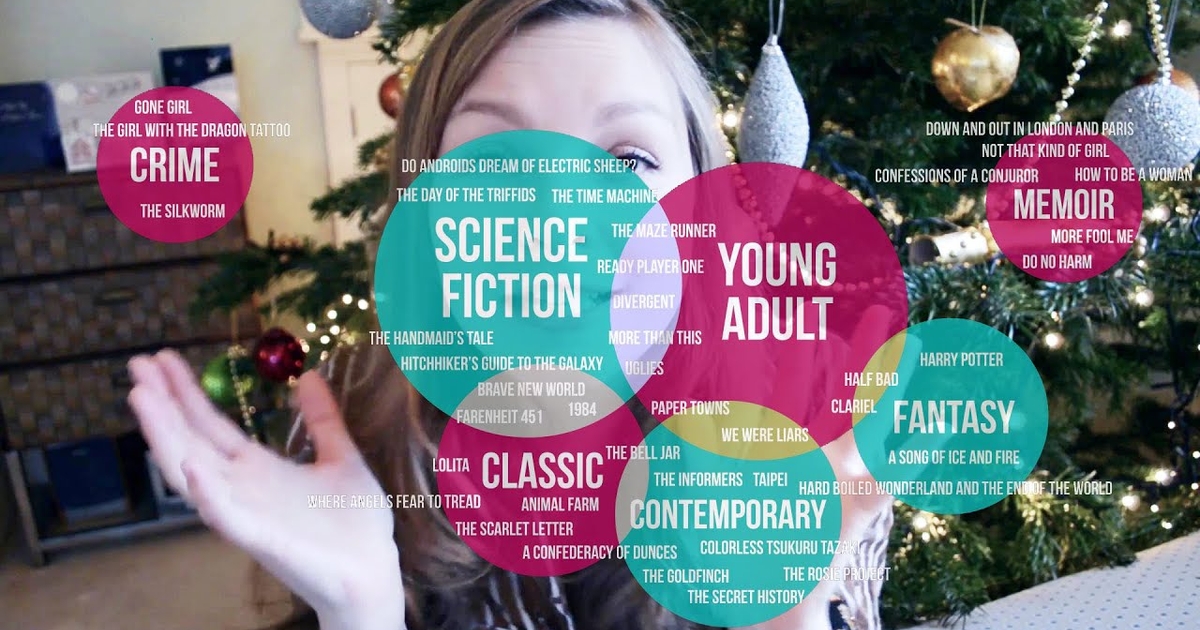 GONE GIRL
THE GIRL WITH THE DRAGON TATTOO
CRIME
THE SILKWORM
DO ANDROIDS DREAM OF ELECTRIC SHEEP?
THE DAY OF THE TRIFFIDS
THE TIME MACHINE
SCIENCE
FICTION
THE HANDMAID'S TALE
HITCHHIKER'S GUIDE TO THE GALAXY
THE MAZE RUNNER
READY PLAYER ONE
DIVERGENT
MORE THAN THIS
UGLIES
YOUNG
ADULT
BRAVE NEW WORLD
1984
FARENHEIT 451
LOLITA
CLASSIC
THE BELL JAR
WHERE ANGELS FEAR TO TREAD
ANIMAL FARM
THE SCARLET LETTER
A CONFEDERACY OF DUNCES
PAPER TOWNS
WE WERE LIARS
THE INFORMERS
TAIPEI
CONTEMPORARY
COLORLESS TSUKURU TAZAKI
THE GOLDFINCH
THE ROSIE PROJECT
THE SECRET HISTORY
HALF BAD
CLARIEL
HARRY POTTER
FANTASY
A SONG OF ICE AND FIRE
HARD BOILED WONDERLAND AND THE END OF THE WORLD
DOWN AND OUT IN LONDON AND PARIS
NOT THAT KIND OF GIRL
CONFESSIONS OF A CONJUROR
HOW TO BE A WOMAN
MEMOIR
MORE FOOL ME
DO NO HARM